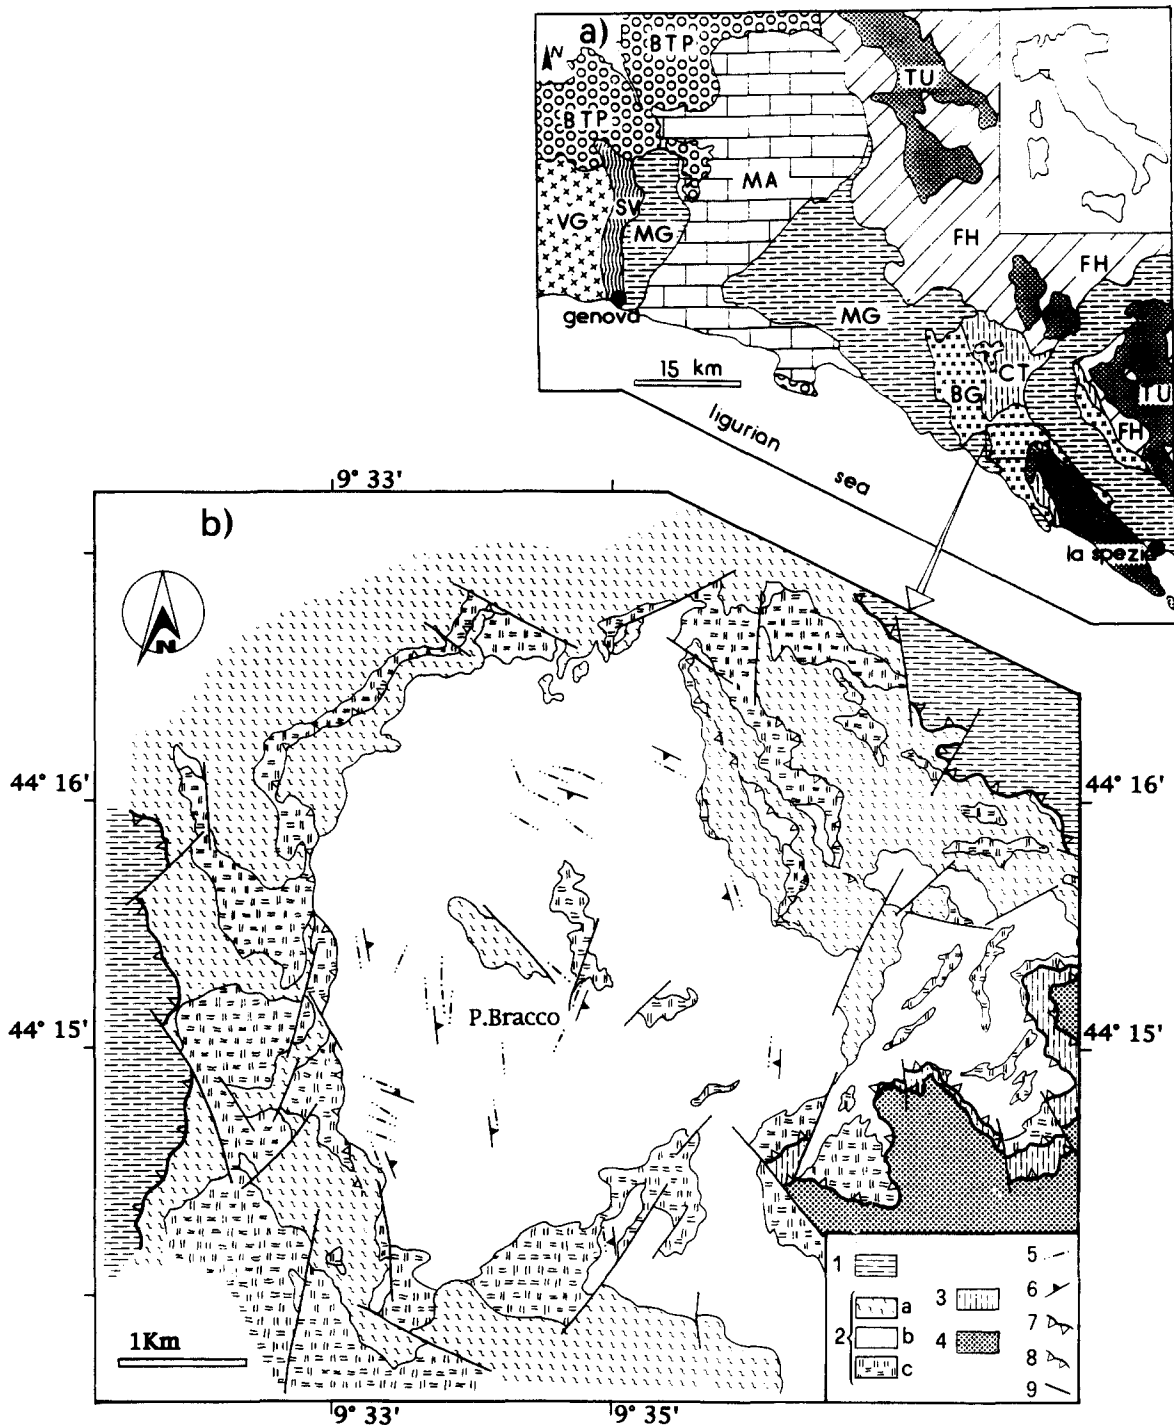 a)
N
BTP
TU
BTP
MA
VG
SV
MG
FH
FH
genova
MG
15 km
CT
BG
TU
FH
ligurian sea
la spezia
9° 33'
b)
N
44° 16'
44° 16'
P.Bracco
44° 15'
44° 15'
1
2
a
b
c
3
4
5
6
7
8
9
1Km
9° 33'
9° 35'